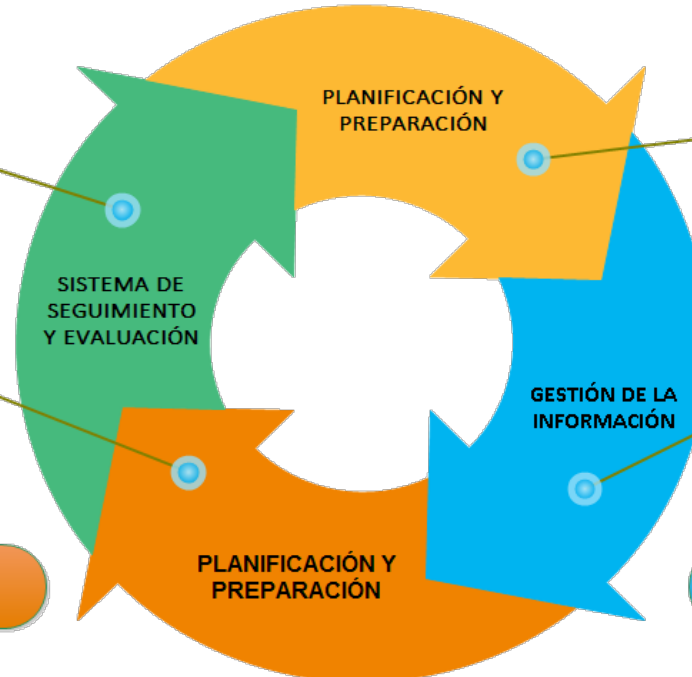 PLANIFICACIÓN Y
PREPARACIÓN
SISTEMA DE
SEGUIMIENTO
Y EVALUACIÓN
GESTIÓN DE LA
INFORMACIÓN
PLANIFICACIÓN Y
PREPARACIÓN